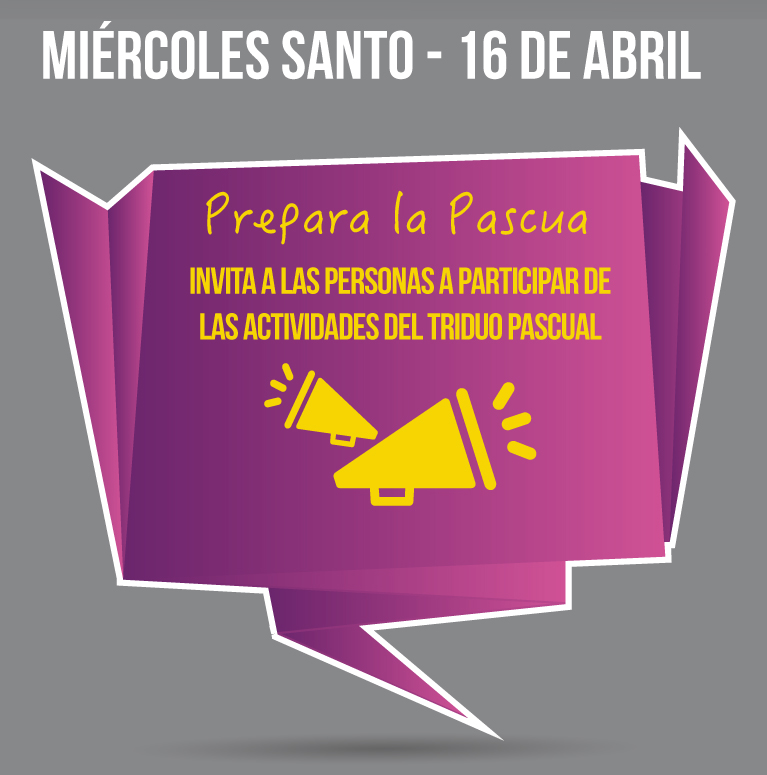 MIÉRCOLES SANTO - 16 DE ABRIL
Prepara la Pascua
INVITA A LAS PERSONAS A PARTICIPAR DE
LAS ACTIVIDADES DEL TRIDUO PASCUAL